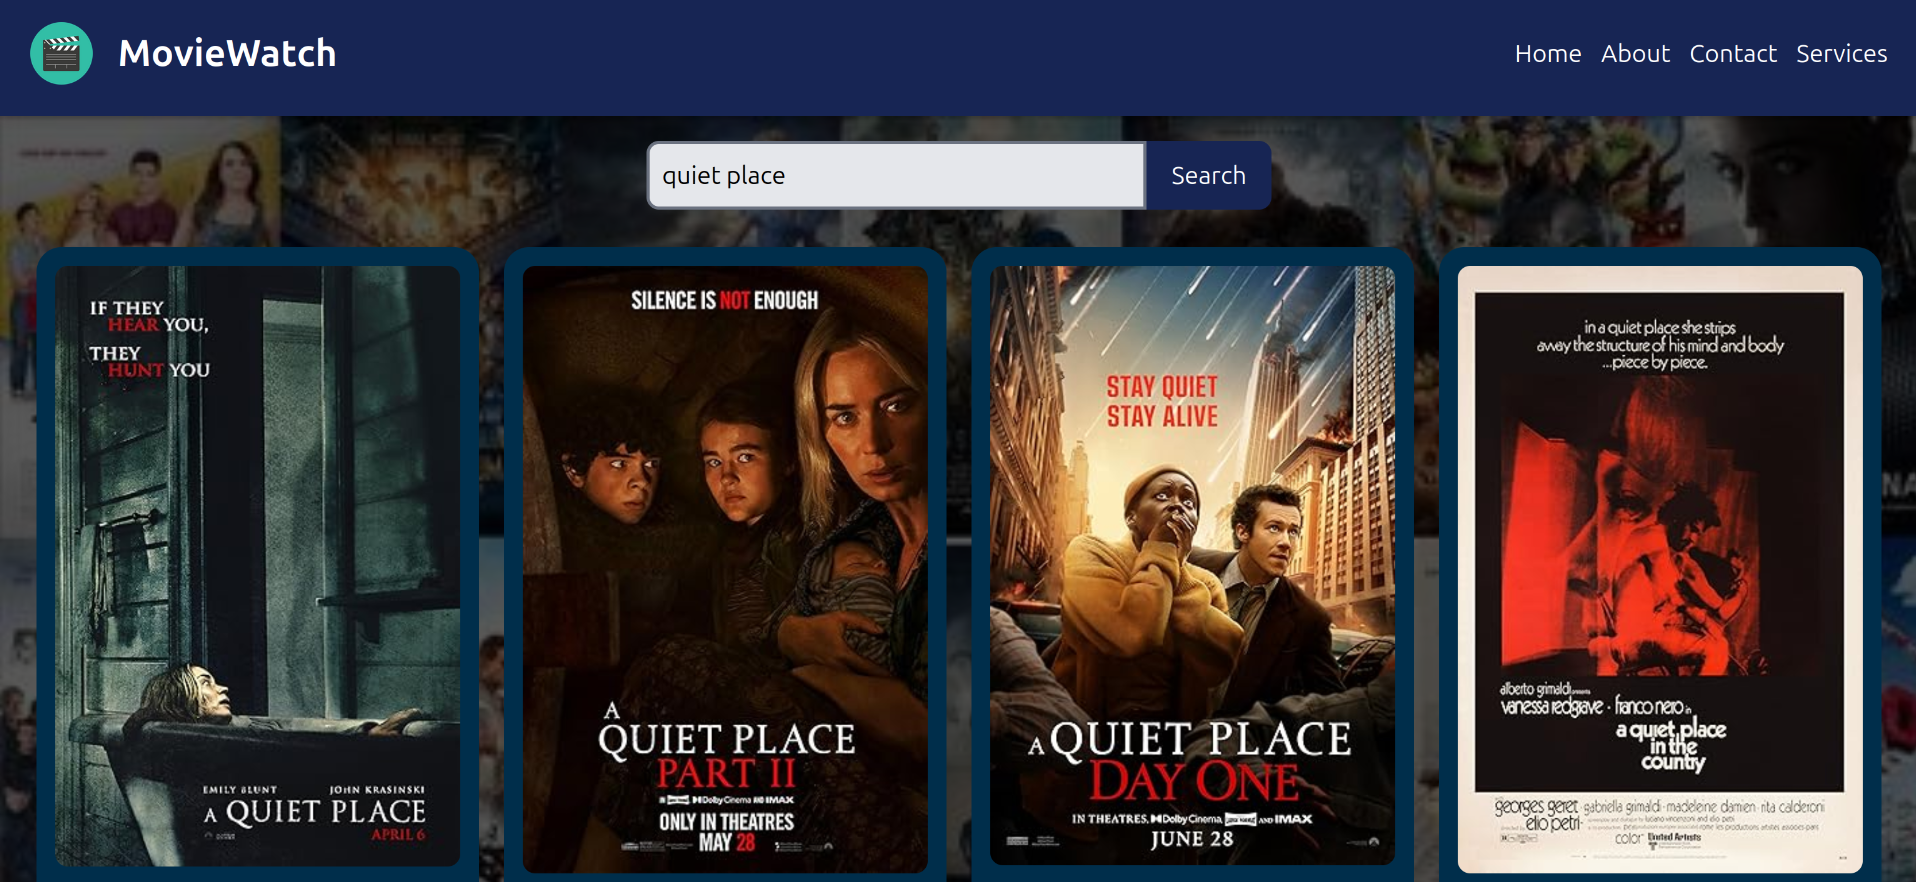 MovieWatch
Home About Contact Services
quiet place
Search
IF THEY
HEAR YOU,
THEY
HUNT YOU
EMILY BLUNT JOHN KRASINSKI
A QUIET PLACE
APRIL 6
SILENCE IS NOT ENOUGH
A
QUIET PLACE
PART II
Dolby Cinema AND IMAX
ONLY IN THEATRES
MAY 28
STAY QUIET
STAY ALIVE
A QUIET PLACE
DAY ONE
IN THEATRES, Dolby Cinema, AND IMAX
JUNE 28
in a quiet place she strips
away the structure of his mind and body
...piece by piece.
alberto grimaldi presents
vanessa redgrave · franco nero in
a quiet place
in the
country
georges geret · gabriella grimaldi · madeleine damien · rita calderoni
elio petri
color United Artists